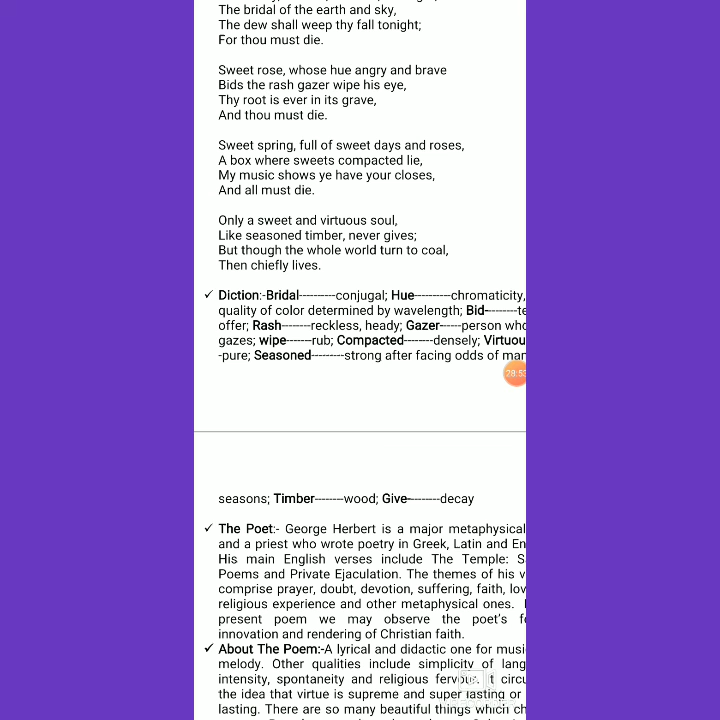 The bridal of the earth and sky,
The dew shall weep thy fall tonight;
For thou must die.
Sweet rose, whose hue angry and brave
Bids the rash gazer wipe his eye,
Thy root is ever in its grave,
And thou must die.
Sweet spring, full of sweet days and roses,
A box where sweets compacted lie,
My music shows ye have your closes,
And all must die.
Only a sweet and virtuous soul,
Like seasoned timber, never gives;
But though the whole world turn to coal,
Then chiefly lives.
✓ Diction:-Bridal----------conjugal; Hue----------chromaticity,
quality of color determined by wavelength; Bid---------te
offer; Rash--------reckless, heady; Gazer------person who
gazes; wipe-------rub; Compacted--------densely; Virtuou
-pure; Seasoned---------strong after facing odds of man
28:53
seasons; Timber--------wood; Give---------decay
✓ The Poet:- George Herbert is a major metaphysical
and a priest who wrote poetry in Greek, Latin and En
His main English verses include The Temple: S
Poems and Private Ejaculation. The themes of his v
comprise prayer, doubt, devotion, suffering, faith, lov
religious experience and other metaphysical ones.
present poem we may observe the poet's f
innovation and rendering of Christian faith.
✓ About The Poem:-A lyrical and didactic one for musi
melody. Other qualities include simplicity of lang
intensity, spontaneity and religious fervour. It circu
the idea that virtue is supreme and super lasting or
lasting. There are so many beautiful things which ch